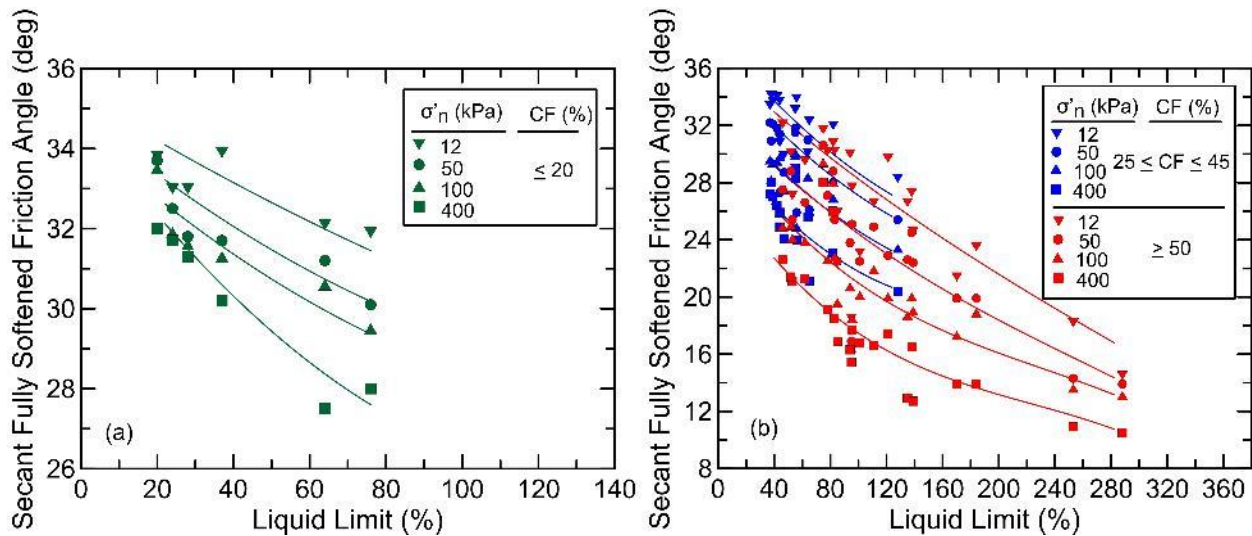 36
34
32
30
28
26
Secant Fully Softened Friction Angle (deg)
σ'n (kPa) CF (%)
12
50
100
400
≤ 20
(a)
0 20 40 60 80 100 120 140
Liquid Limit (%)
36
32
28
24
20
16
12
8
Secant Fully Softened Friction Angle (deg)
σ'n (kPa) CF (%)
12
50
100
400
25 ≤ CF ≤ 45
12
50
100
400
≥ 50
(b)
0 40 80 120 160 200 240 280 320 360
Liquid Limit (%)